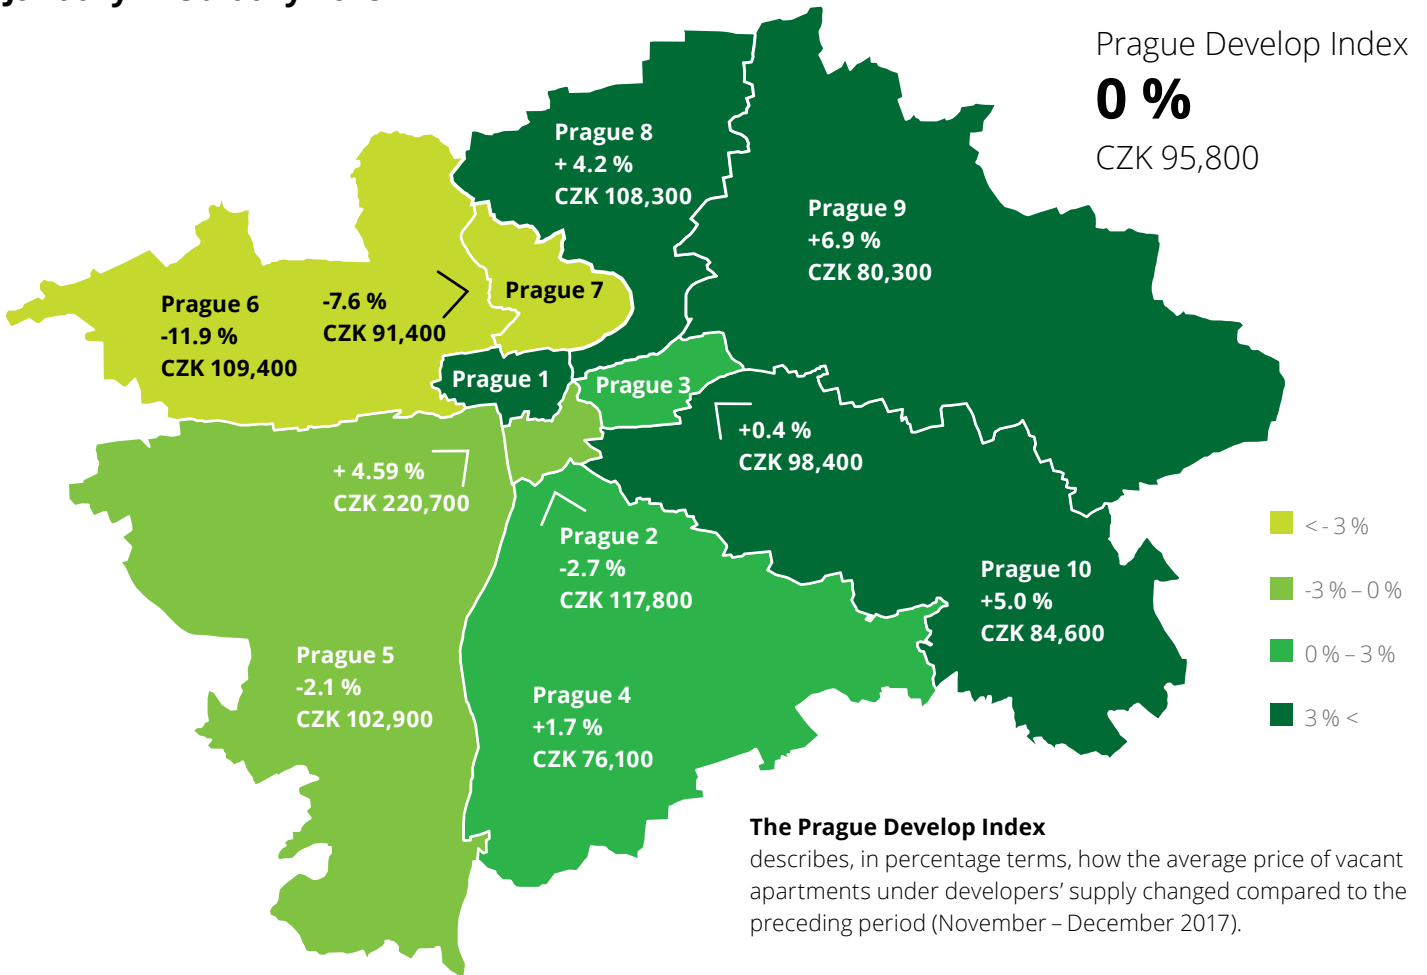 Prague Develop Index
0 %
CZK 95,800
Prague 8
+ 4.2 %
CZK 108,300
Prague 9
+6.9 %
CZK 80,300
Prague 6
-11.9 %
CZK 109,400
-7.6 %
CZK 91,400
Prague 7
Prague 1
Prague 3
+ 4.59 %
CZK 220,700
+0.4 %
CZK 98,400
Prague 2
-2.7 %
CZK 117,800
Prague 10
+5.0 %
CZK 84,600
Prague 5
-2.1 %
CZK 102,900
Prague 4
+1.7 %
CZK 76,100
< - 3 %
-3 % – 0 %
0 % – 3 %
3 % <
The Prague Develop Index
describes, in percentage terms, how the average price of vacant
apartments under developers’ supply changed compared to the
preceding period (November – December 2017).